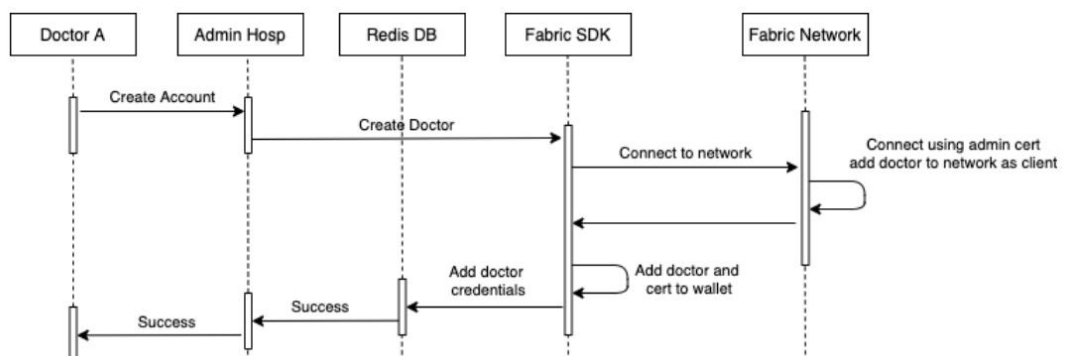 Doctor A
Admin Hosp
Redis DB
Fabric SDK
Fabric Network
Create Account
Create Doctor
Connect to network
Connect using admin cert
add doctor to network as client
Add doctor
credentials
Add doctor and
cert to wallet
Success
Success